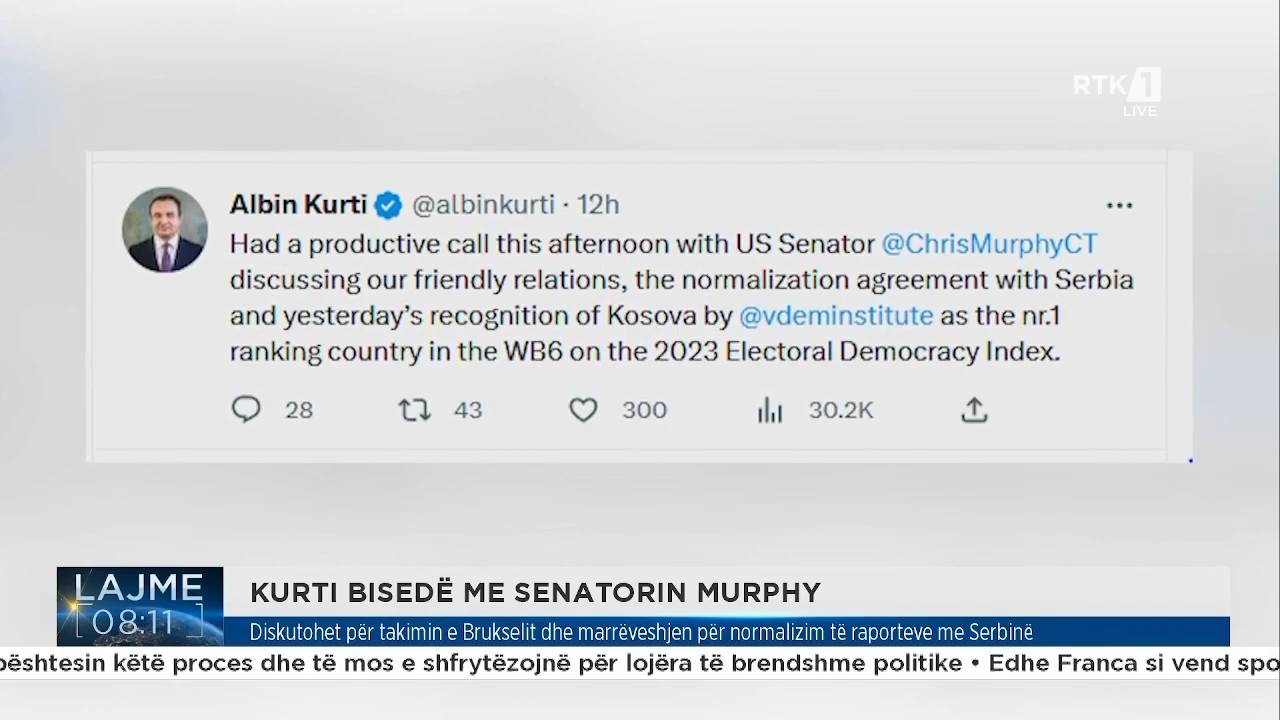 RTK 1
LIVE
Albin Kurti @albinkurti · 12h
Had a productive call this afternoon with US Senator @ChrisMurphyCT
discussing our friendly relations, the normalization agreement with Serbia
and yesterday’s recognition of Kosova by @vdeminstitute as the nr.1
ranking country in the WB6 on the 2023 Electoral Democracy Index.
28 43 300 30.2K
LAJME
08:11
KURTI BISEDË ME SENATORIN MURPHY
Diskutohet për takimin e Brukselit dhe marrëveshjen për normalizim të raporteve me Serbinë
bështesin këtë proces dhe të mos e shfrytëzojnë për lojëra të brendshme politike • Edhe Franca si vend spo